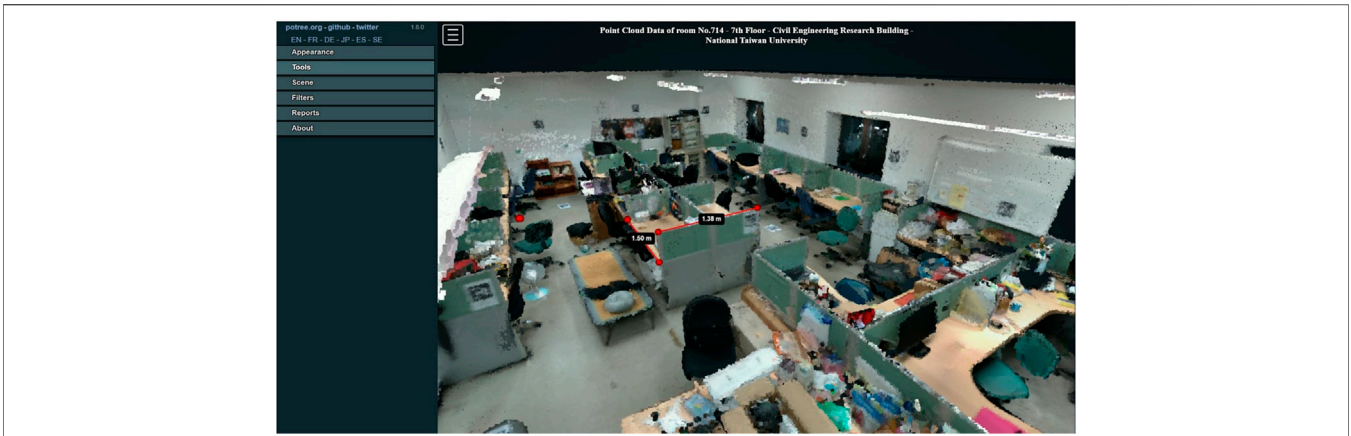 potree.org - github - twitter 1.8.0
EN - FR - DE - JP - ES - SE
Appearance
Tools
Scene
Filters
Reports
About
Point Cloud Data of room No.714 - 7th Floor - Civil Engineering Research Building -
National Taiwan University
1.38 m
1.50 m